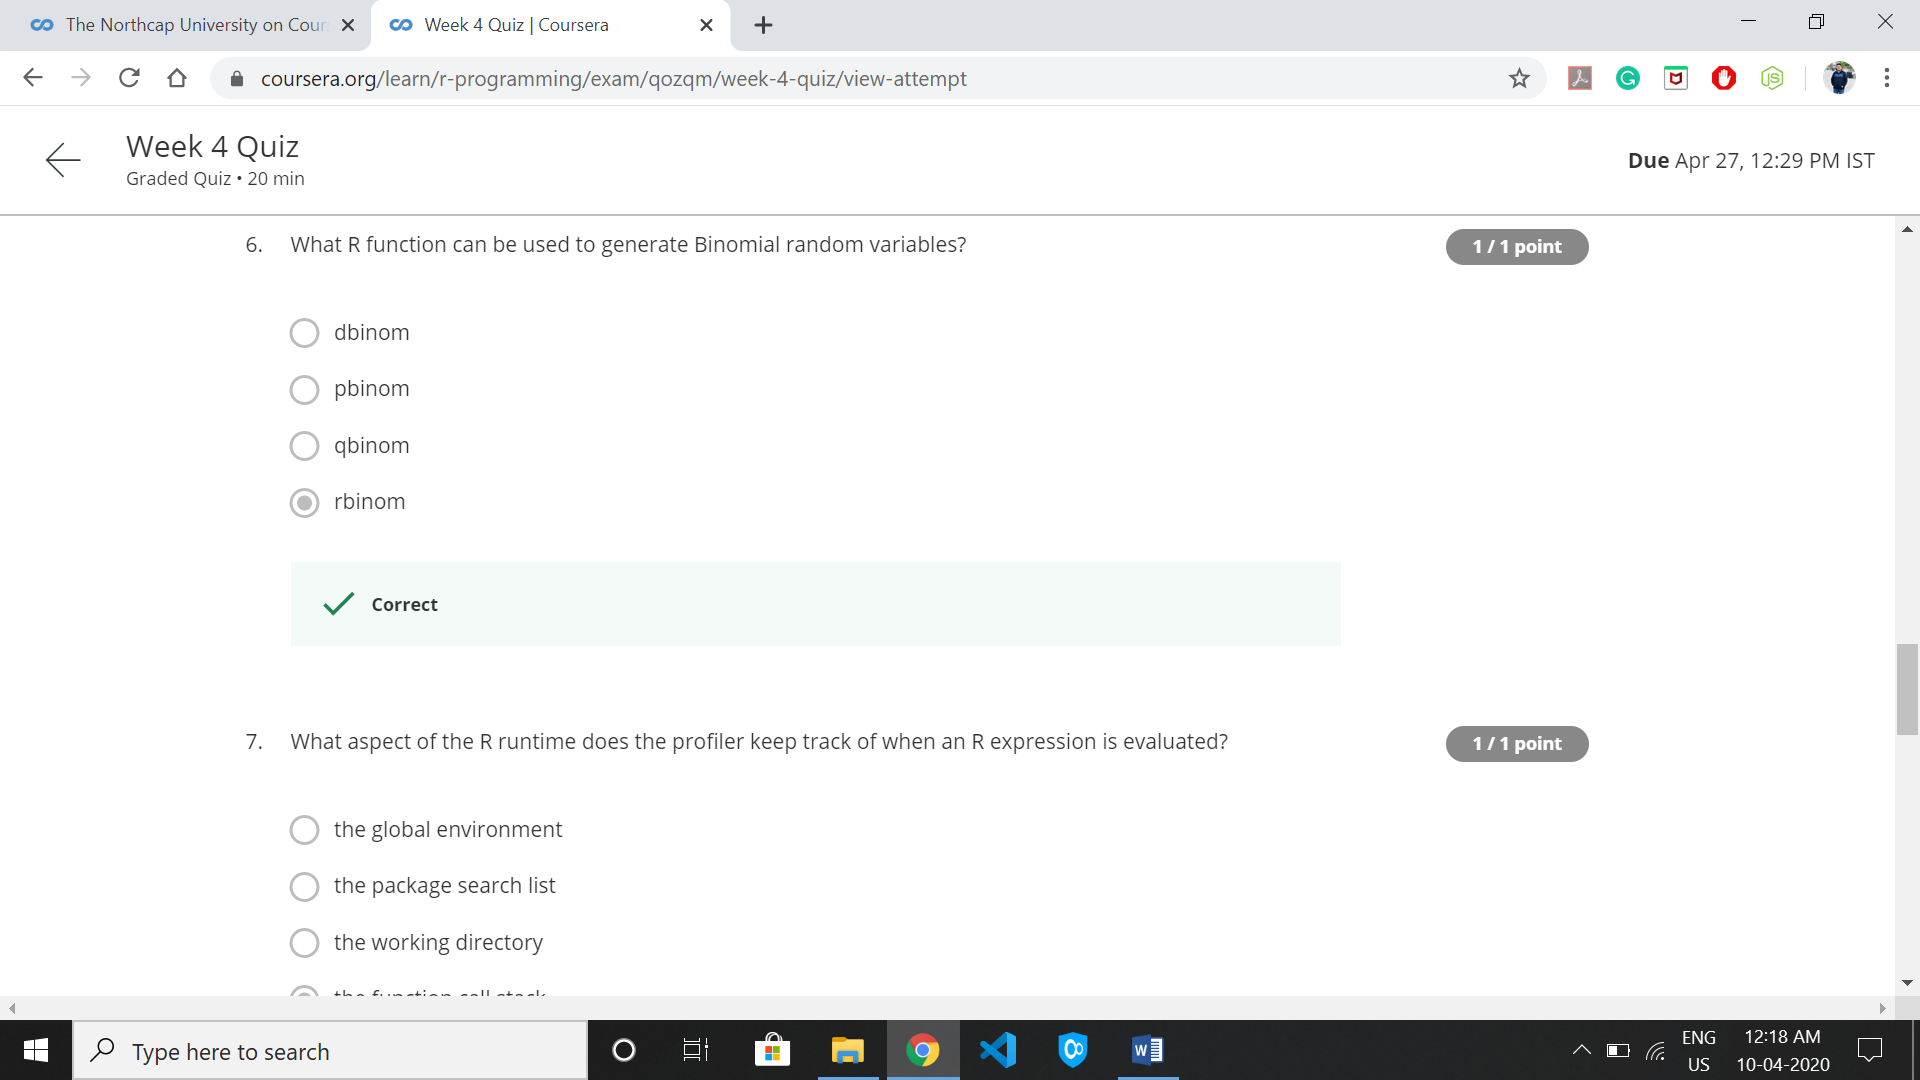 The Northcap University on Cour
Week 4 Quiz | Coursera
coursera.org/learn/r-programming/exam/qozqm/week-4-quiz/view-attempt
Week 4 Quiz
Graded Quiz • 20 min
Due Apr 27, 12:29 PM IST
6. What R function can be used to generate Binomial random variables?
1 / 1 point
dbinom
pbinom
qbinom
rbinom
Correct
7. What aspect of the R runtime does the profiler keep track of when an R expression is evaluated?
1 / 1 point
the global environment
the package search list
the working directory
the function call stack
Type here to search
ENG
US
12:18 AM
10-04-2020